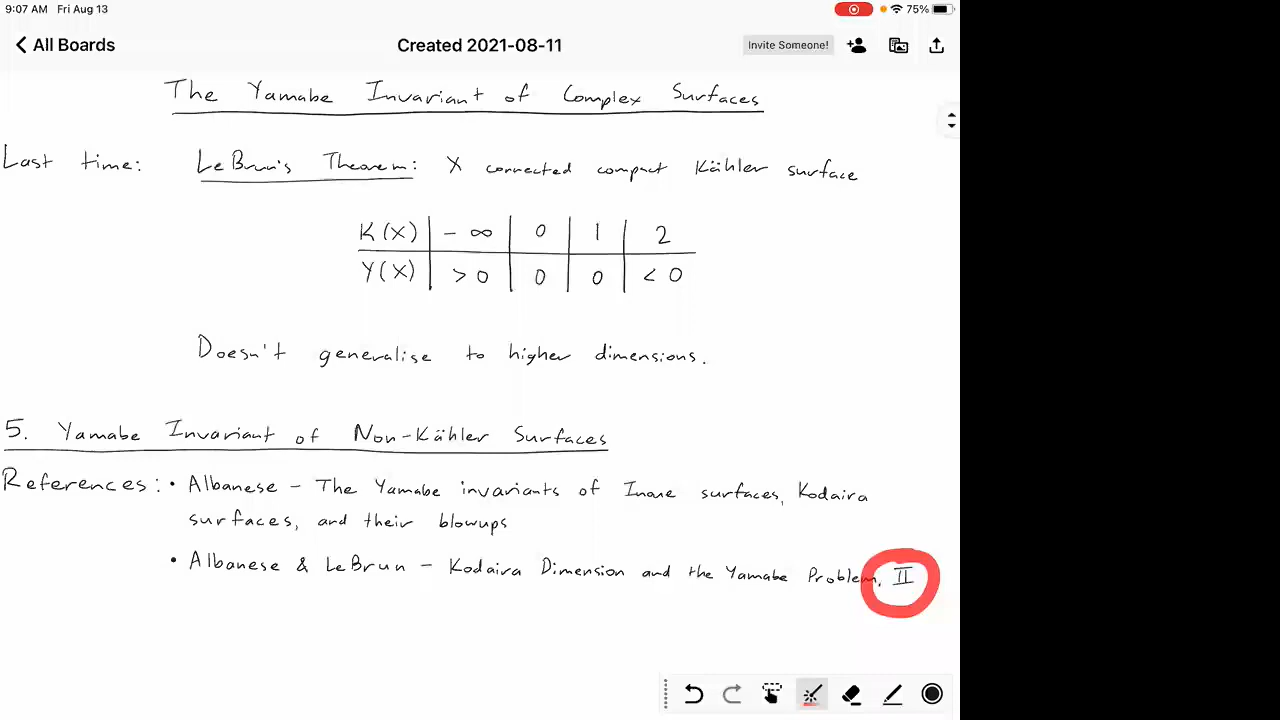 9:07 AM Fri Aug 13
75%
All Boards
Created 2021-08-11
Invite Someone!
The Yamabe Invariant of Complex Surfaces
Last time: LeBrun's Theorem: X connected compact Kähler surface
K(X) | -∞ | 0 | 1 | 2
Y(X) | > 0 | 0 | 0 | < 0
Doesn't generalise to higher dimensions.
5. Yamabe Invariant of Non-Kähler Surfaces
References: • Albanese - The Yamabe invariants of Inoue surfaces, Kodaira
surfaces, and their blowups
• Albanese & LeBrun - Kodaira Dimension and the Yamabe Problem, II